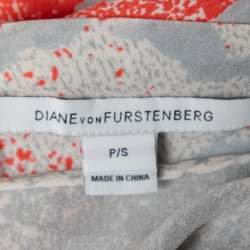 DIANE VON FURSTENBERG
P/S
MADE IN CHINA